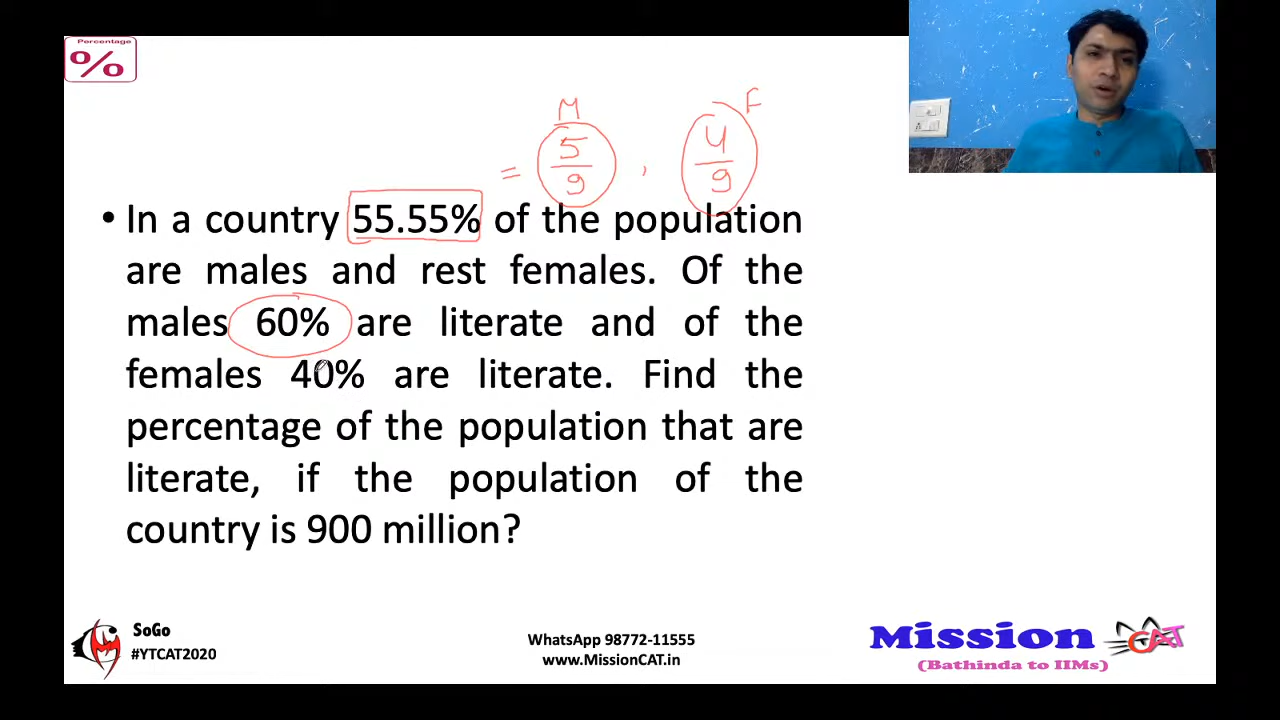 Percentage
%
M F
= 5/9 , 4/9
• In a country 55.55% of the population
are males and rest females. Of the
males 60% are literate and of the
females 40% are literate. Find the
percentage of the population that are
literate, if the population of the
country is 900 million?
SoGo
#YTCAT2020
WhatsApp 98772-11555
www.MissionCAT.in
Mission CAT
(Bathinda to IIMs)